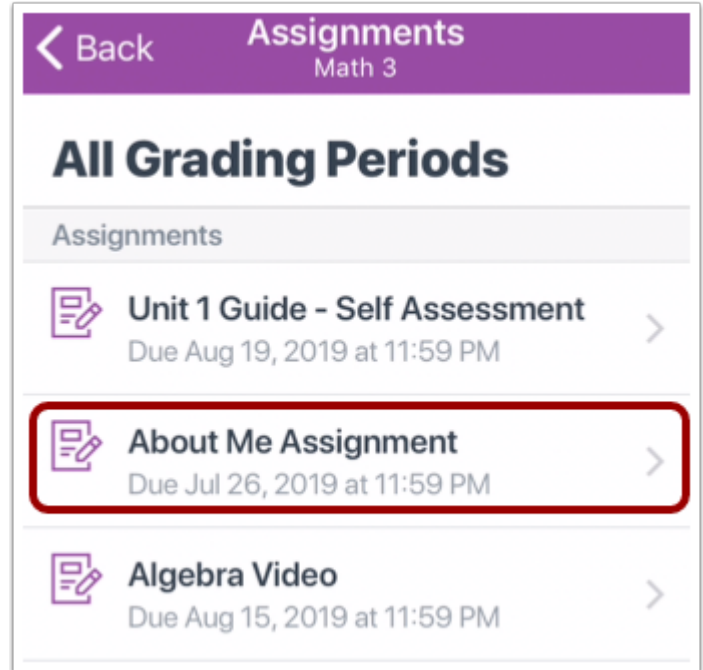 Back
Assignments
Math 3
All Grading Periods
Assignments
Unit 1 Guide - Self Assessment
Due Aug 19, 2019 at 11:59 PM
About Me Assignment
Due Jul 26, 2019 at 11:59 PM
Algebra Video
Due Aug 15, 2019 at 11:59 PM